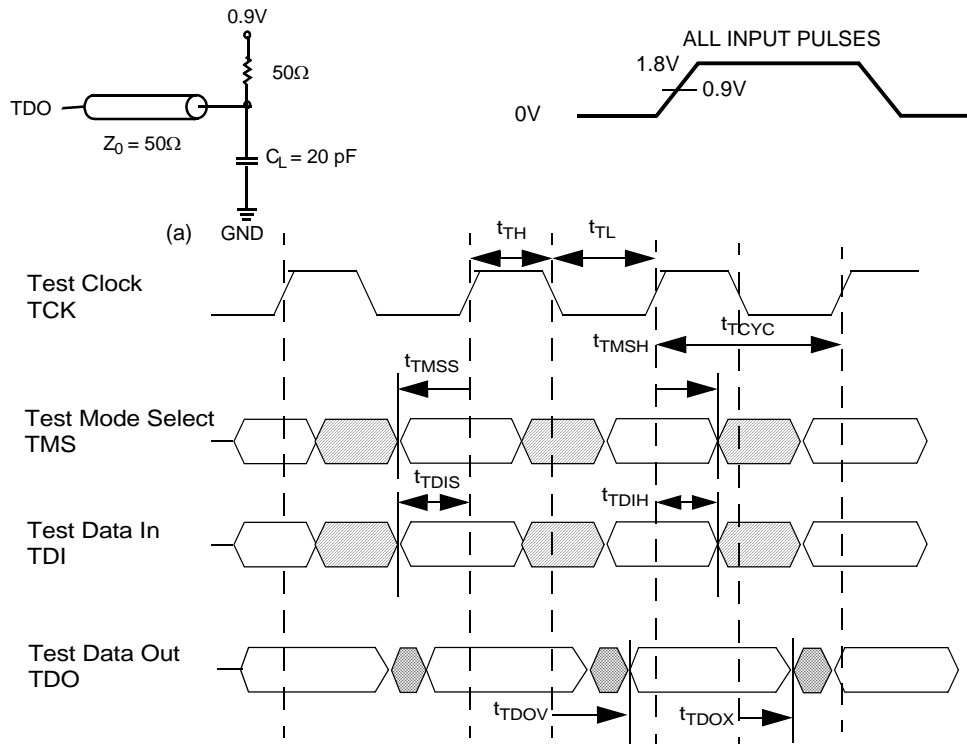 0.9V
50Ω
TDO
Z0 = 50Ω
CL = 20 pF
(a)
GND
ALL INPUT PULSES
1.8V
0.9V
0V
tTH
tTL
Test Clock
TCK
tTCYC
tTMSH
tTMSS
Test Mode Select
TMS
tTDIS
tTDIH
Test Data In
TDI
Test Data Out
TDO
tTDOV
tTDOX